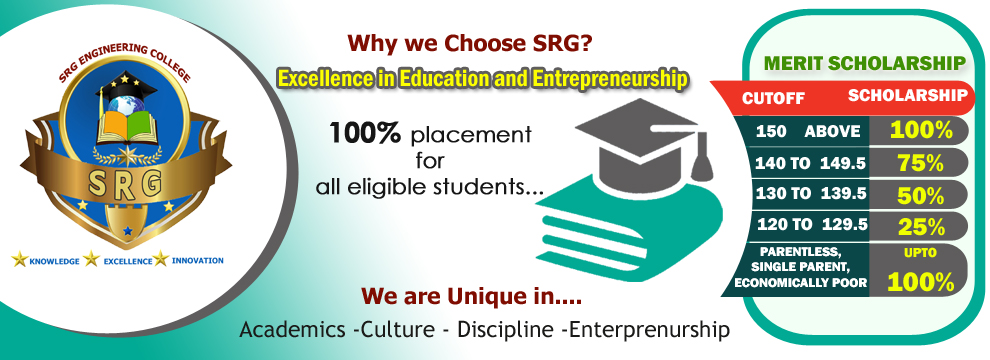 SRG ENGINEERING COLLEGE
SRG
KNOWLEDGE EXCELLENCE INNOVATION
Why we Choose SRG?
Excellence in Education and Entrepreneurship
100% placement
for
all eligible students...
We are Unique in....
Academics -Culture - Discipline -Enterprenurship
MERIT SCHOLARSHIP
CUTOFF SCHOLARSHIP
150 ABOVE 100%
140 TO 149.5 75%
130 TO 139.5 50%
120 TO 129.5 25%
PARENTLESS,
SINGLE PARENT,
ECONOMICALLY POOR
UPTO
100%